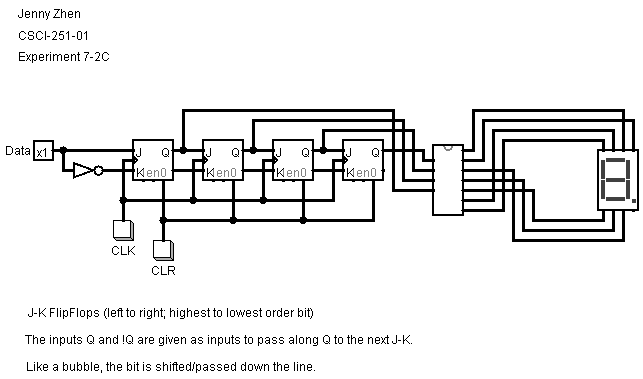 Jenny Zhen
CSCI-251-01
Experiment 7-2C
Data x1
J Q J Q J Q J Q
K en0 K en0 K en0 K en0
CLK
CLR
J-K FlipFlops (left to right; highest to lowest order bit)
The inputs Q and !Q are given as inputs to pass along Q to the next J-K.
Like a bubble, the bit is shifted/passed down the line.